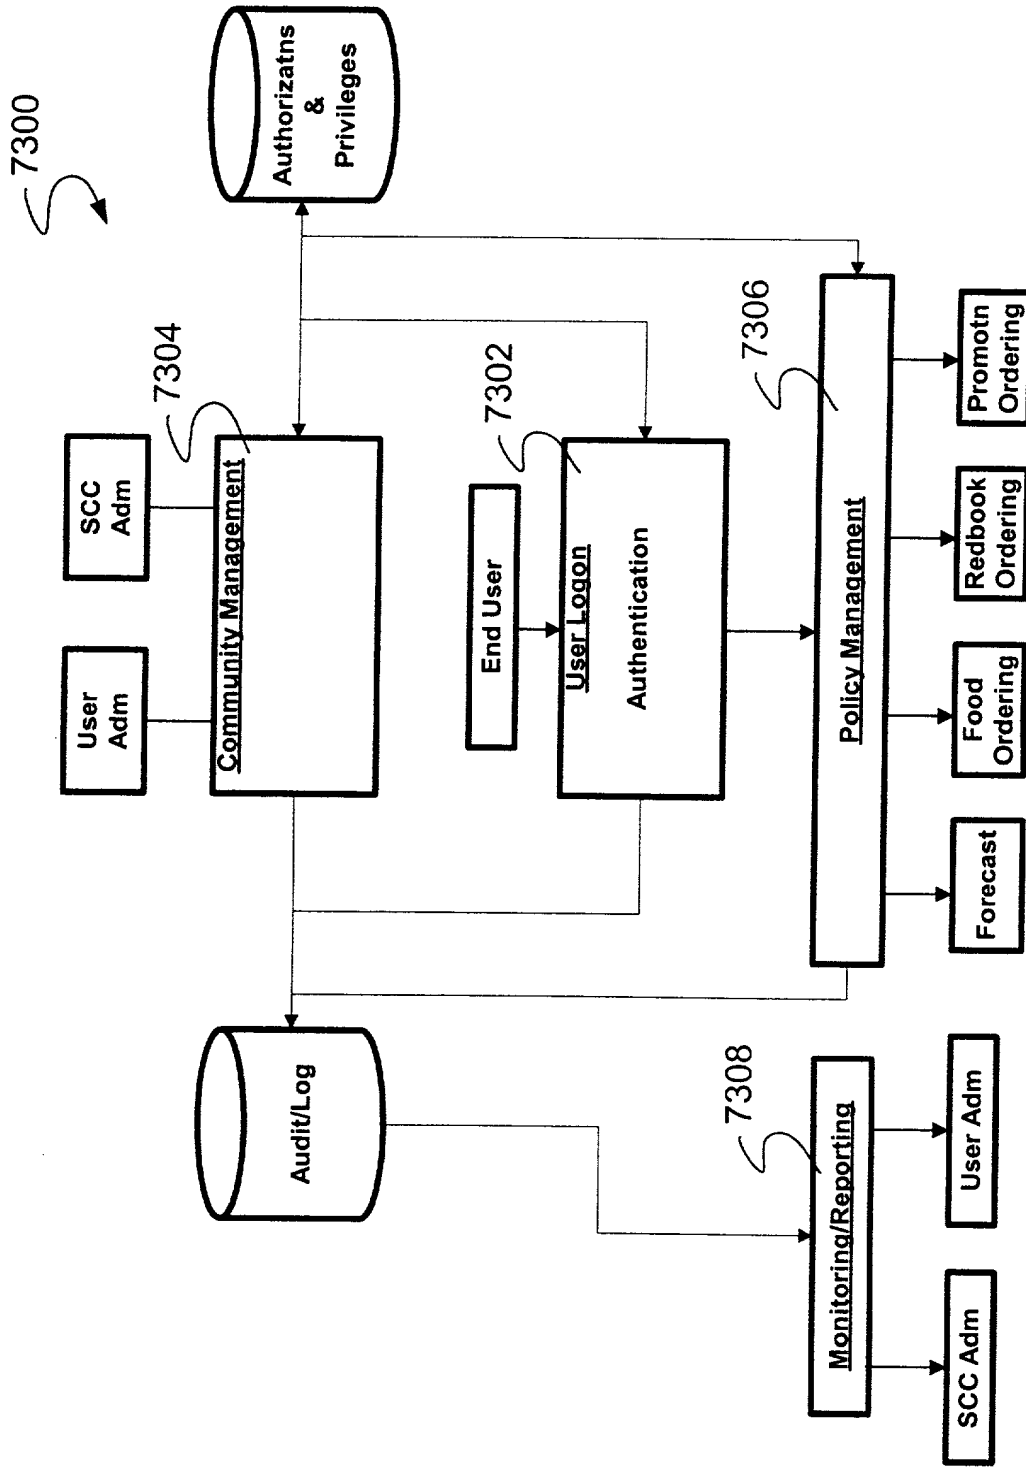 7300
User
Adm
SCC
Adm
7304
Community Management
Authorizatns
&
Privileges
Audit/Log
End User
7302
User Logon
Authentication
7306
Policy Management
7308
Monitoring/Reporting
SCC Adm
User Adm
Forecast
Food
Ordering
Redbook
Ordering
Promotn
Ordering